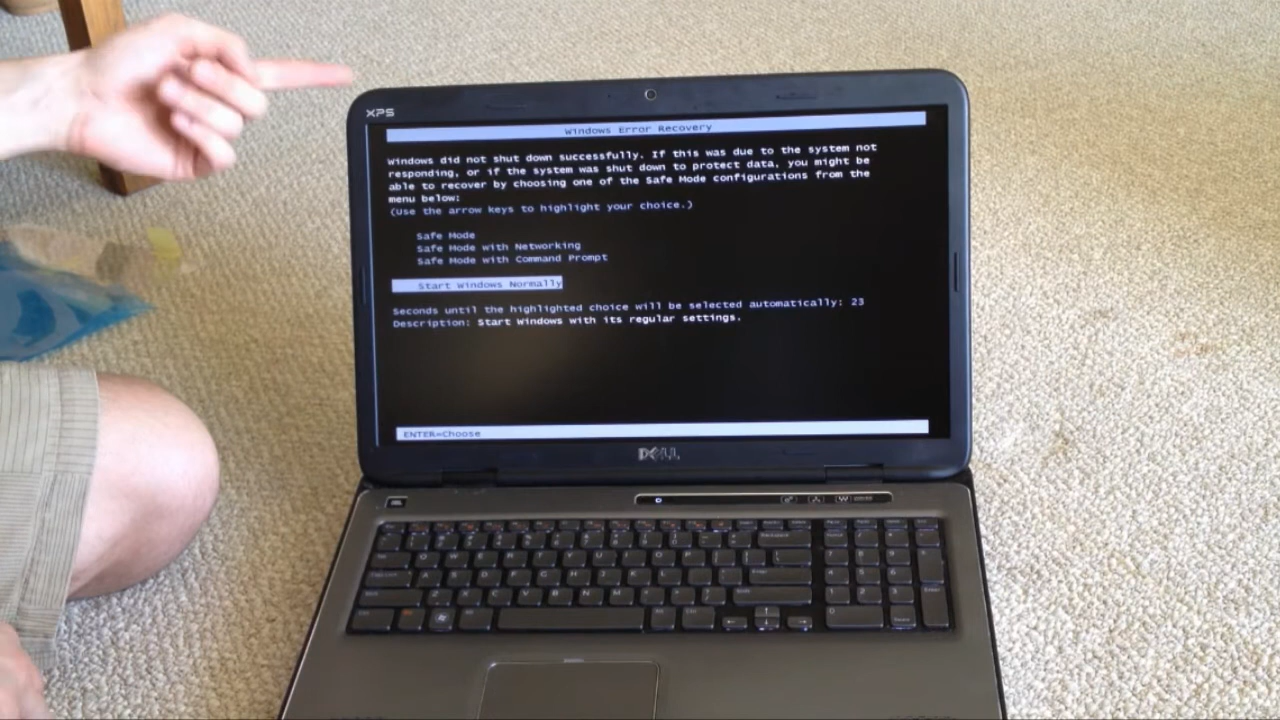 XPS
Windows Error Recovery
Windows did not shut down successfully. If this was due to the system not
responding, or if the system was shut down to protect data, you might be
able to recover by choosing one of the Safe Mode configurations from the
menu below:
(Use the arrow keys to highlight your choice.)
Safe Mode
Safe Mode with Networking
Safe Mode with Command Prompt
Start Windows Normally
Seconds until the highlighted choice will be selected automatically: 23
Description: Start Windows with its regular settings.
ENTER=Choose
DELL